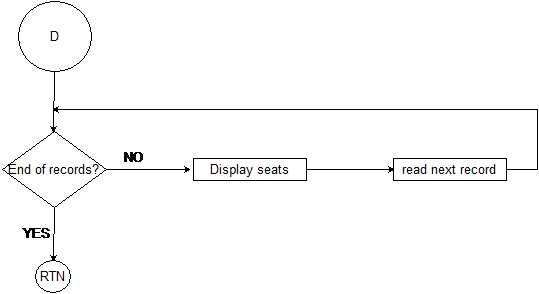 D
End of records?
NO
Display seats
read next record
YES
RTN